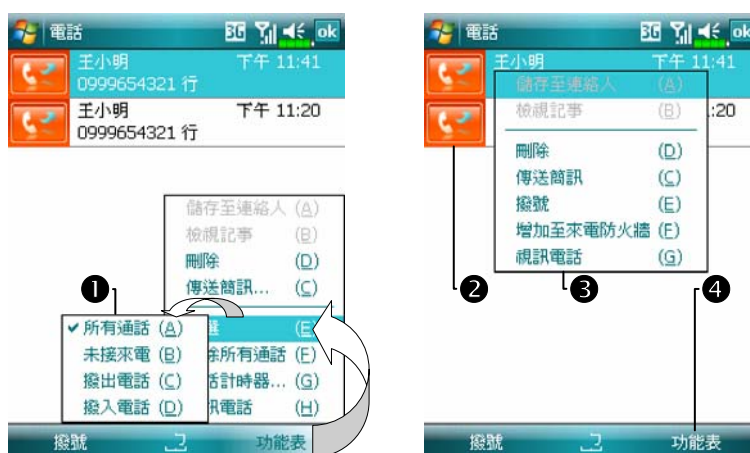 電話 3G ok
王小明 下午 11:41
0999654321 行
王小明 下午 11:20
0999654321 行
儲存至連絡人 (A)
檢視記事 (B)
刪除 (D)
傳送簡訊... (C)
(E
除所有通話 (F)
話計時器... (G)
訊電話 (H)
❶
✔ 所有通話 (A)
未接來電 (B)
撥出電話 (C)
撥入電話 (D)
撥號 功能表
電話 3G ok
王小明 下午 11:41
儲存至連絡人 (A)
檢視記事 (B) :20
刪除 (D)
傳送簡訊 (C)
撥號 (E)
增加至來電防火牆 (F)
視訊電話 (G)
❷ ❸ ❹
撥號 功能表